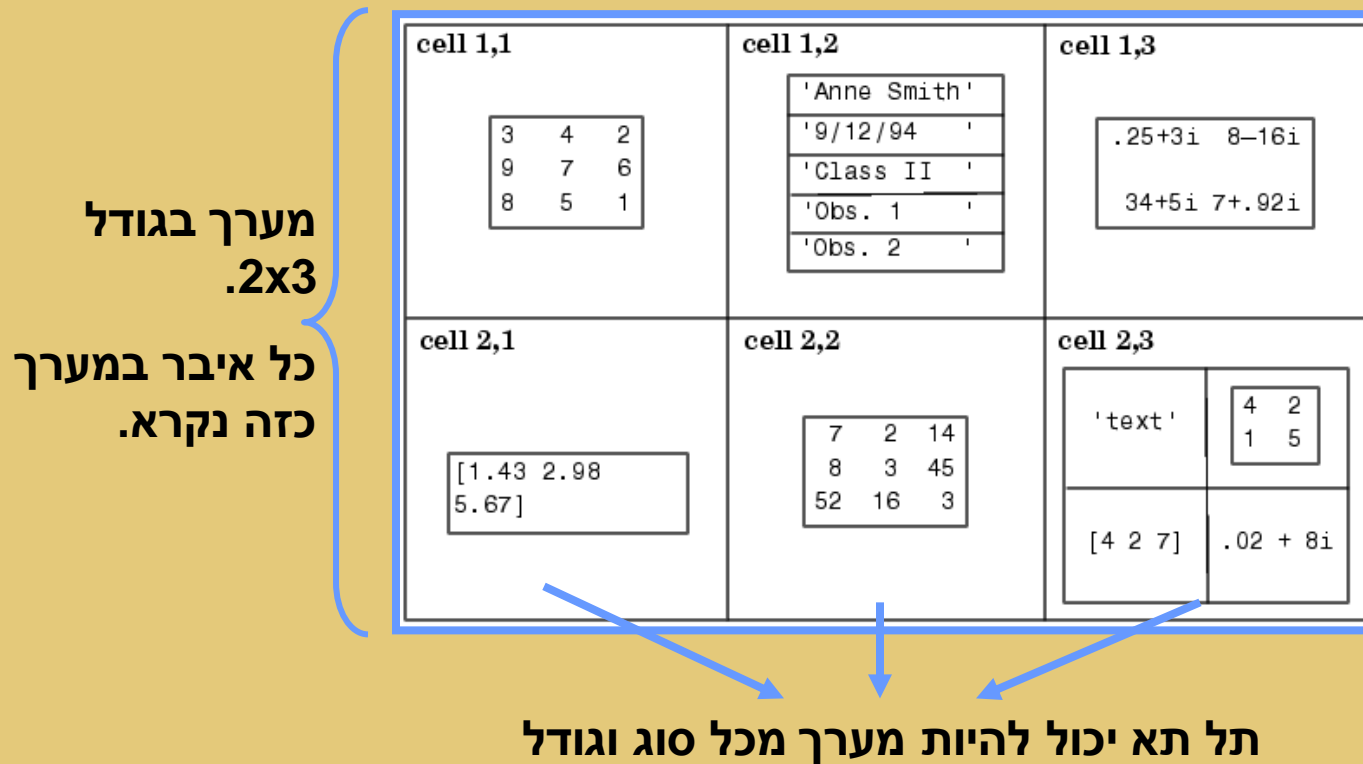 מערך בגודל
2x3.
כל איבר במערך
כזה נקרא.
cell 1,1
3 4 2
9 7 6
8 5 1
cell 1,2
'Anne Smith'
'9/12/94 '
'Class II '
'Obs. 1 '
'Obs. 2 '
cell 1,3
.25+3i 8–16i
34+5i 7+.92i
cell 2,1
[1.43 2.98
5.67]
cell 2,2
7 2 14
8 3 45
52 16 3
cell 2,3
'text'
4 2
1 5
[4 2 7]
.02 + 8i
תל תא יכול להיות מערך מכל סוג וגודל